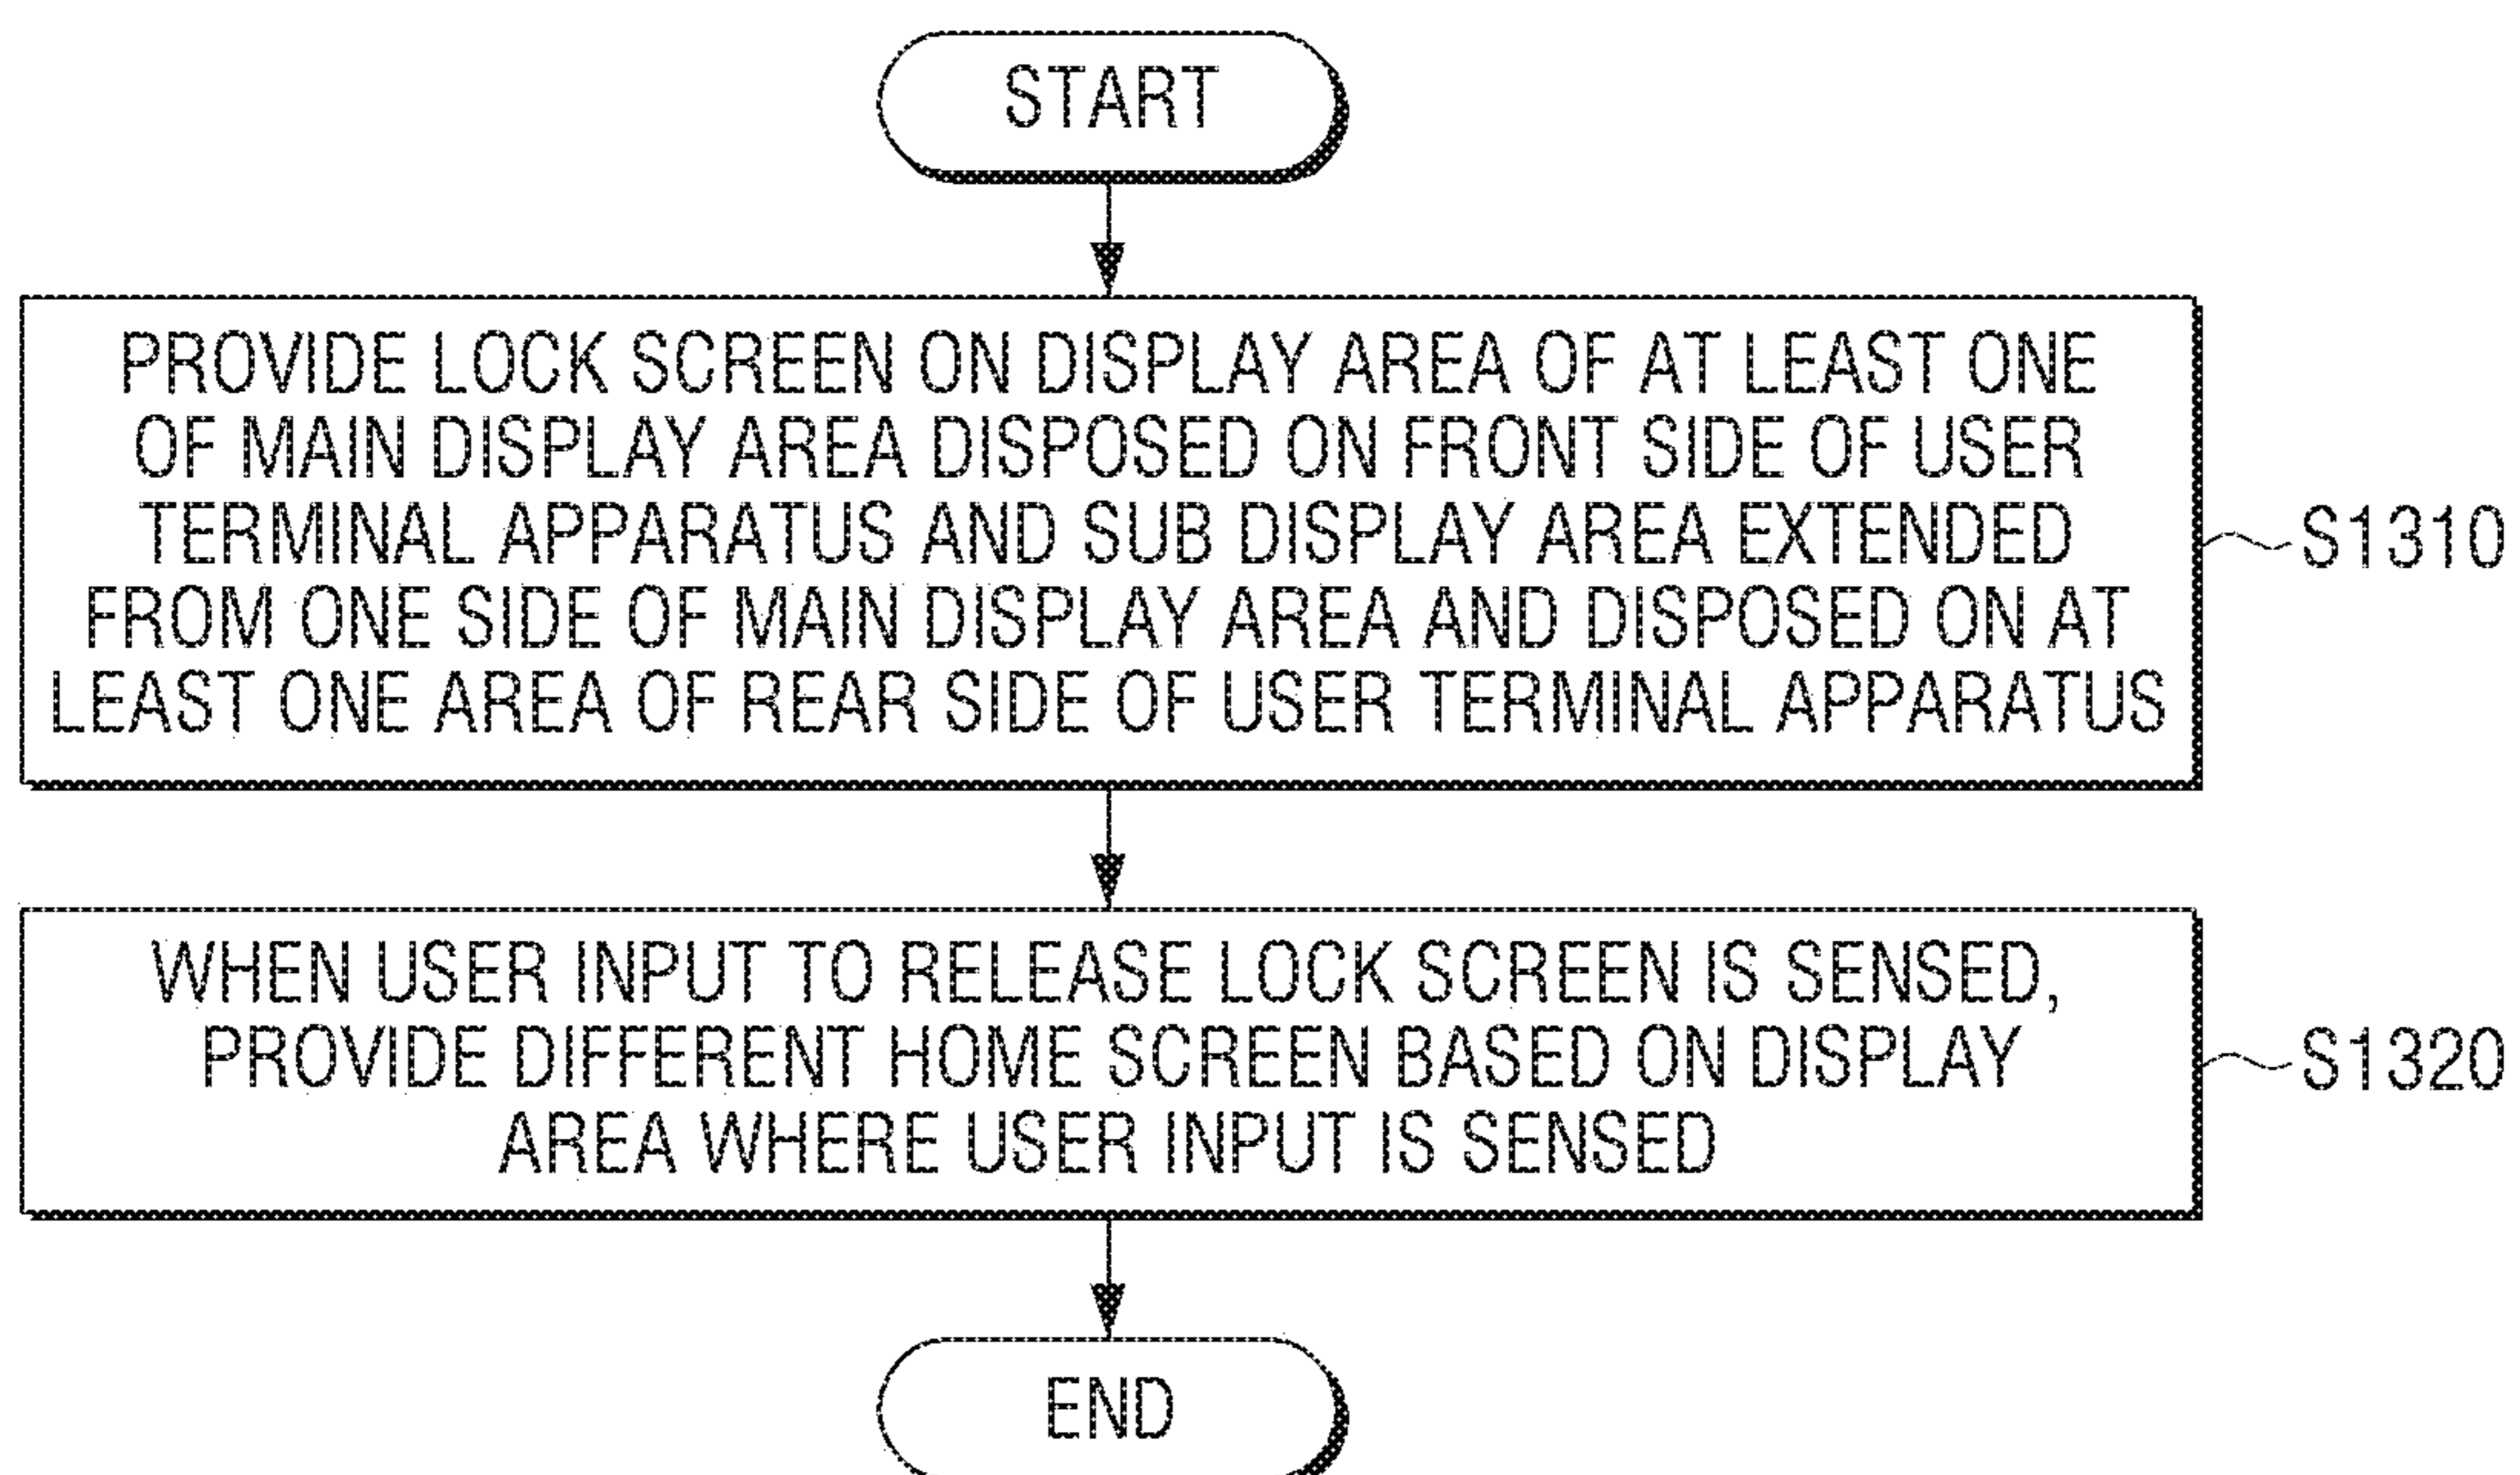 START
PROVIDE LOCK SCREEN ON DISPLAY AREA OF AT LEAST ONE
OF MAIN DISPLAY AREA DISPOSED ON FRONT SIDE OF USER
TERMINAL APPARATUS AND SUB DISPLAY AREA EXTENDED
FROM ONE SIDE OF MAIN DISPLAY AREA AND DISPOSED ON AT
LEAST ONE AREA OF REAR SIDE OF USER TERMINAL APPARATUS
S1310
WHEN USER INPUT TO RELEASE LOCK SCREEN IS SENSED,
PROVIDE DIFFERENT HOME SCREEN BASED ON DISPLAY
AREA WHERE USER INPUT IS SENSED
S1320
END